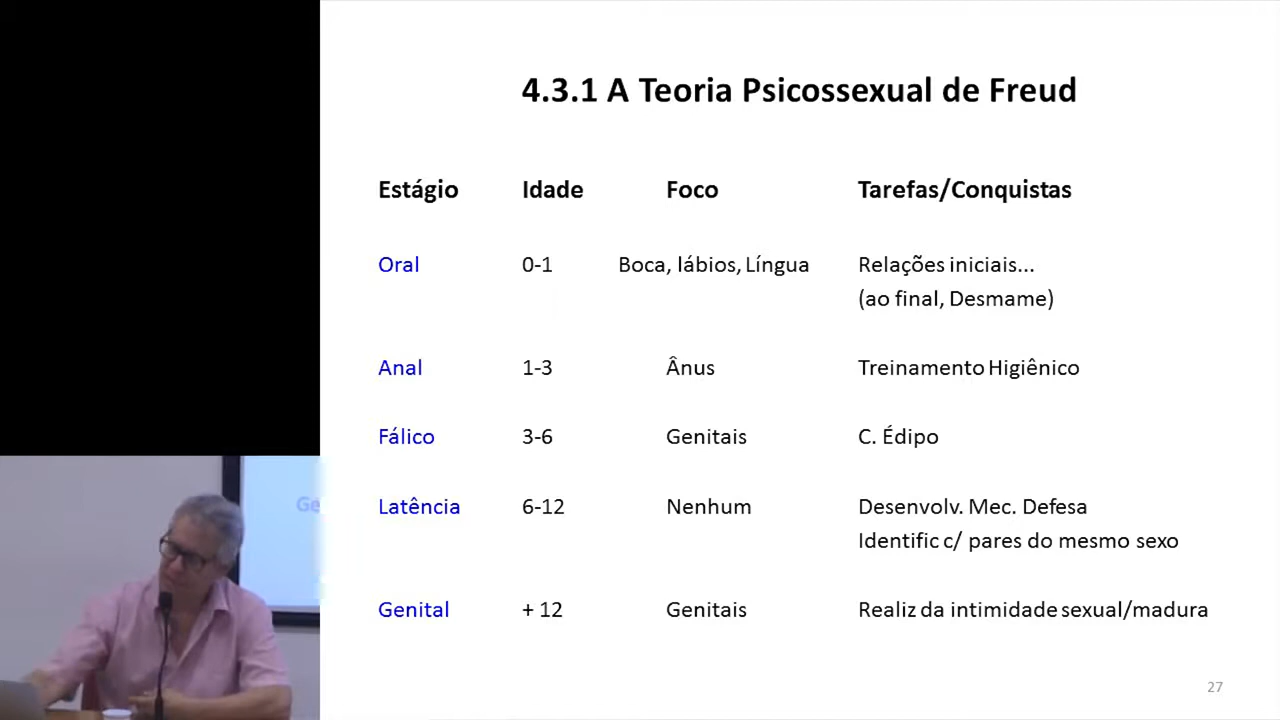 4.3.1 A Teoria Psicossexual de Freud
Estágio Idade Foco Tarefas/Conquistas
Oral 0-1 Boca, lábios, Língua Relações iniciais...
(ao final, Desmame)
Anal 1-3 Ânus Treinamento Higiênico
Fálico 3-6 Genitais C. Édipo
Latência 6-12 Nenhum Desenvolv. Mec. Defesa
Identific c/ pares do mesmo sexo
Genital + 12 Genitais Realiz da intimidade sexual/madura
27
Ge